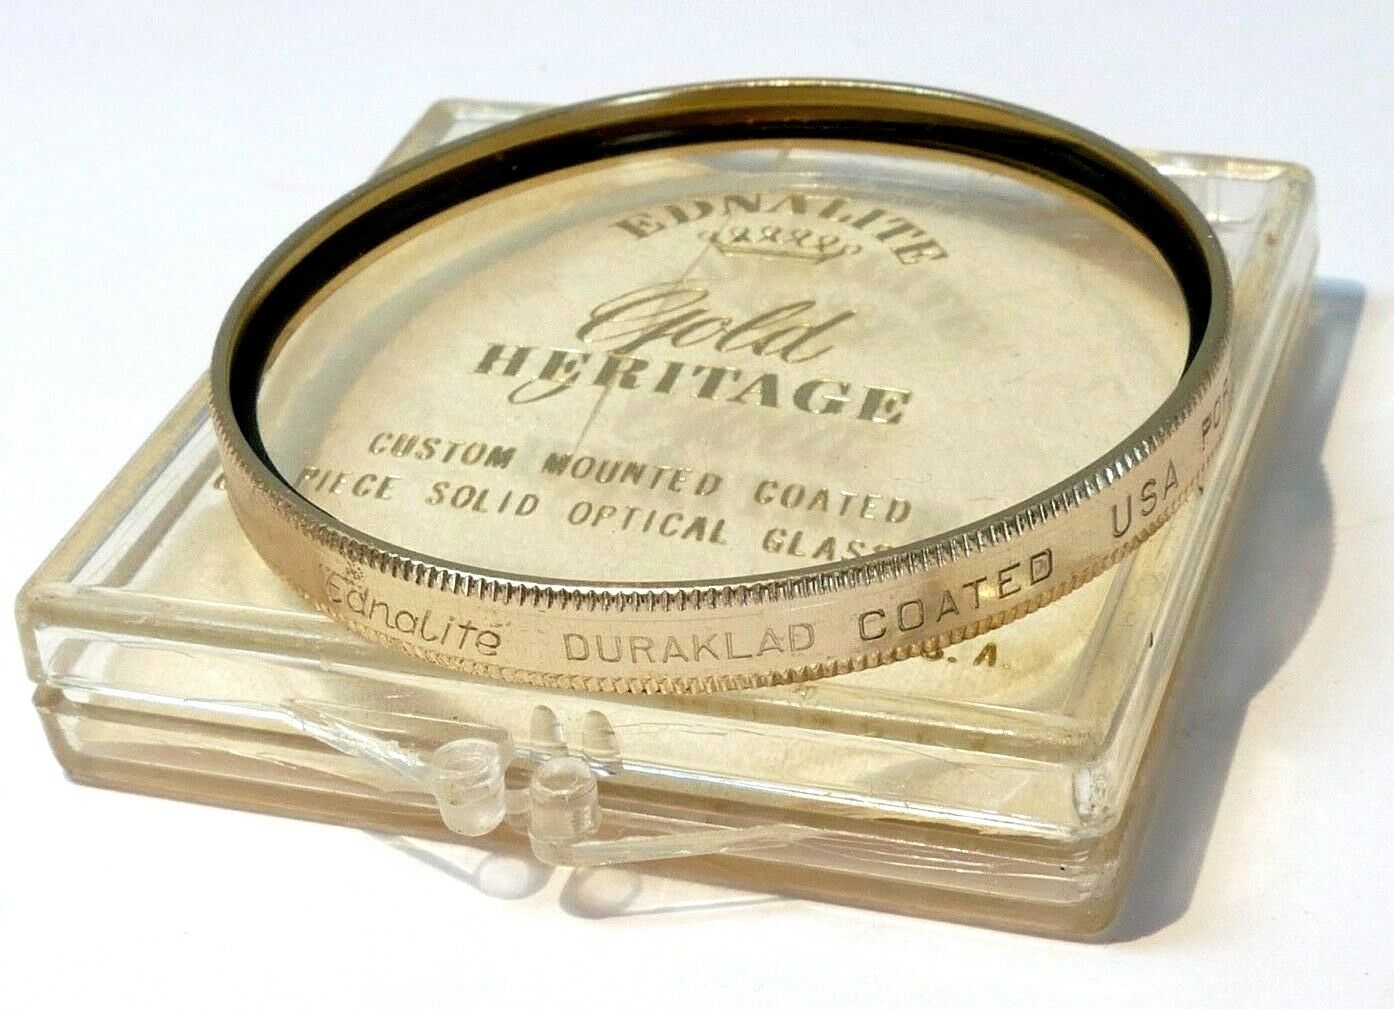 EDNALITE
Gold
HERITAGE
CUSTOM MOUNTED COATED
PIECE SOLID OPTICAL GLASS
S. A.
Ednalite DURAKLAD COATED USA